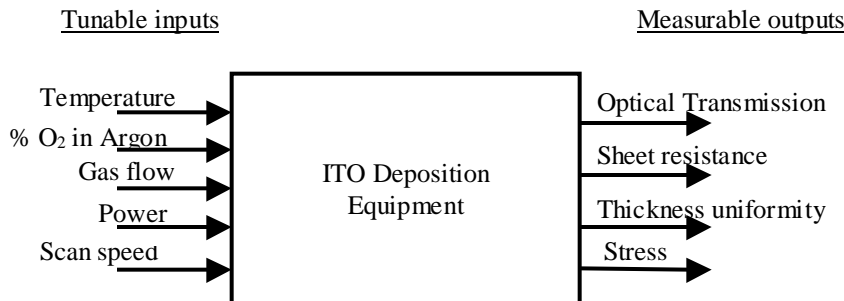 Tunable inputs
Measurable outputs
Temperature
% O₂ in Argon
Gas flow
Power
Scan speed
ITO Deposition
Equipment
Optical Transmission
Sheet resistance
Thickness uniformity
Stress